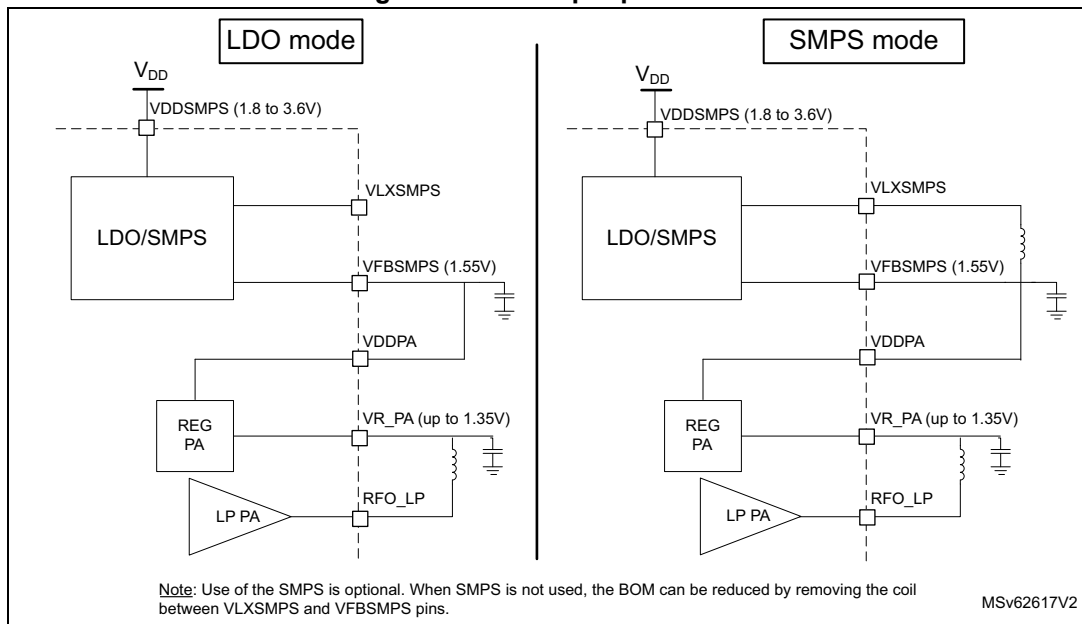 LDO mode
VDD
VDDSMPS (1.8 to 3.6V)
LDO/SMPS
VLXSMPS
VFBSMPS (1.55V)
VDDPA
REG
PA
VR_PA (up to 1.35V)
LP PA
RFO_LP
SMPS mode
VDD
VDDSMPS (1.8 to 3.6V)
LDO/SMPS
VLXSMPS
VFBSMPS (1.55V)
VDDPA
REG
PA
VR_PA (up to 1.35V)
LP PA
RFO_LP
Note: Use of the SMPS is optional. When SMPS is not used, the BOM can be reduced by removing the coil
between VLXSMPS and VFBSMPS pins.
MSv62617V2